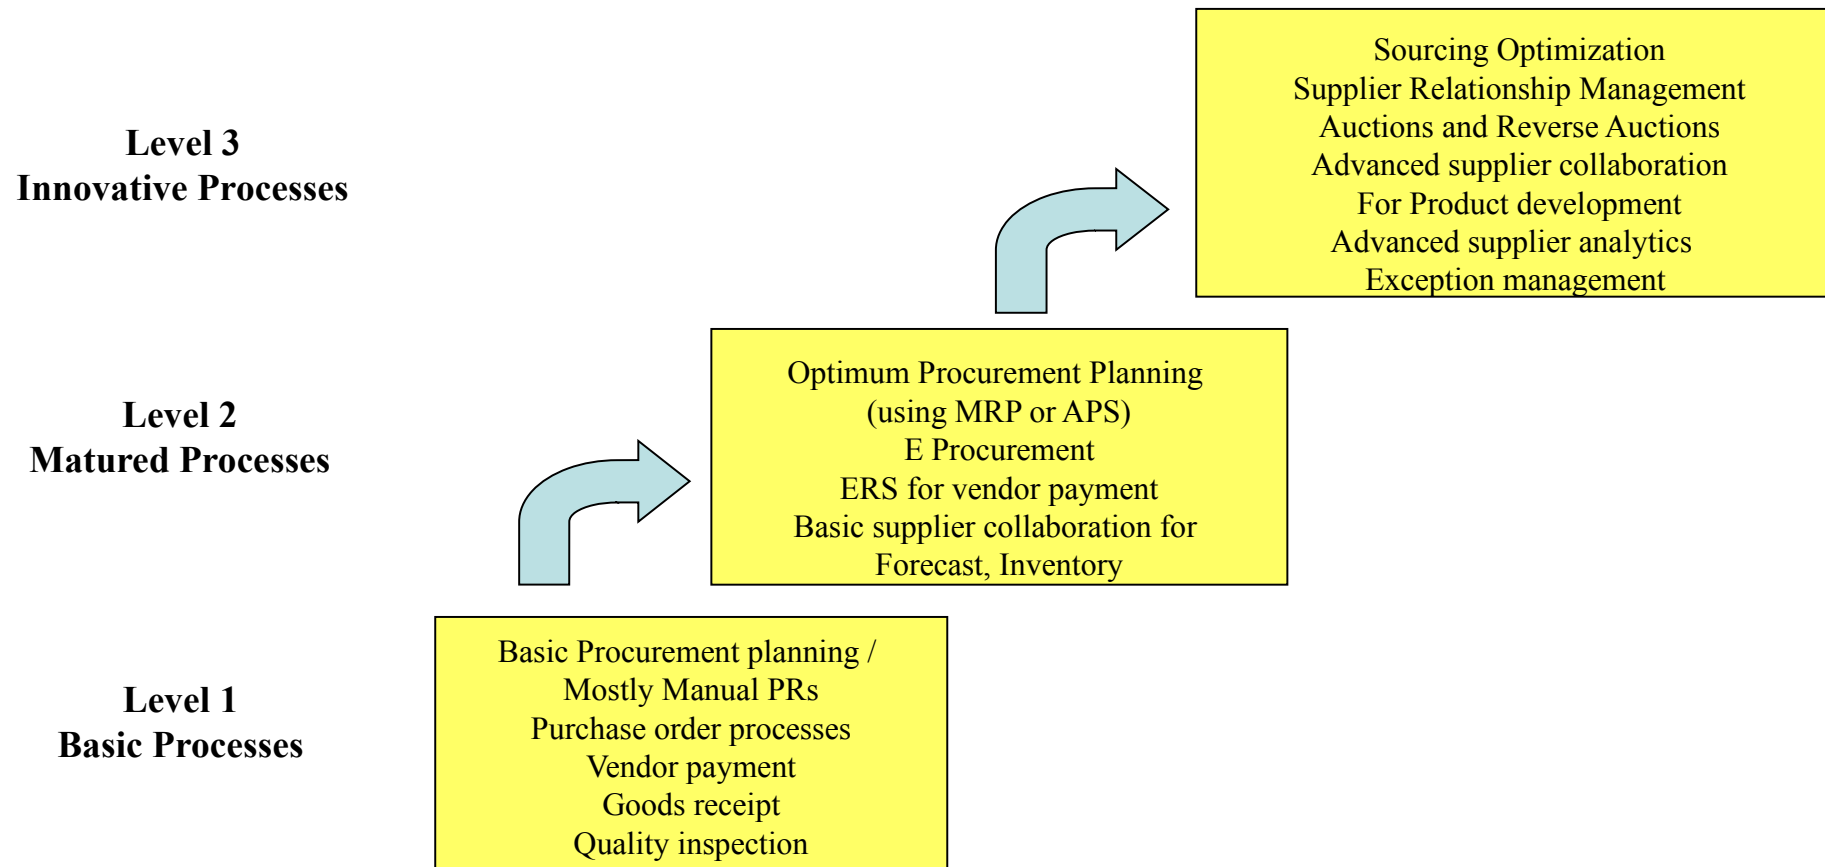 Level 3
Innovative Processes
Sourcing Optimization
Supplier Relationship Management
Auctions and Reverse Auctions
Advanced supplier collaboration
For Product development
Advanced supplier analytics
Exception management
Level 2
Matured Processes
Optimum Procurement Planning
(using MRP or APS)
E Procurement
ERS for vendor payment
Basic supplier collaboration for
Forecast, Inventory
Level 1
Basic Processes
Basic Procurement planning /
Mostly Manual PRs
Purchase order processes
Vendor payment
Goods receipt
Quality inspection